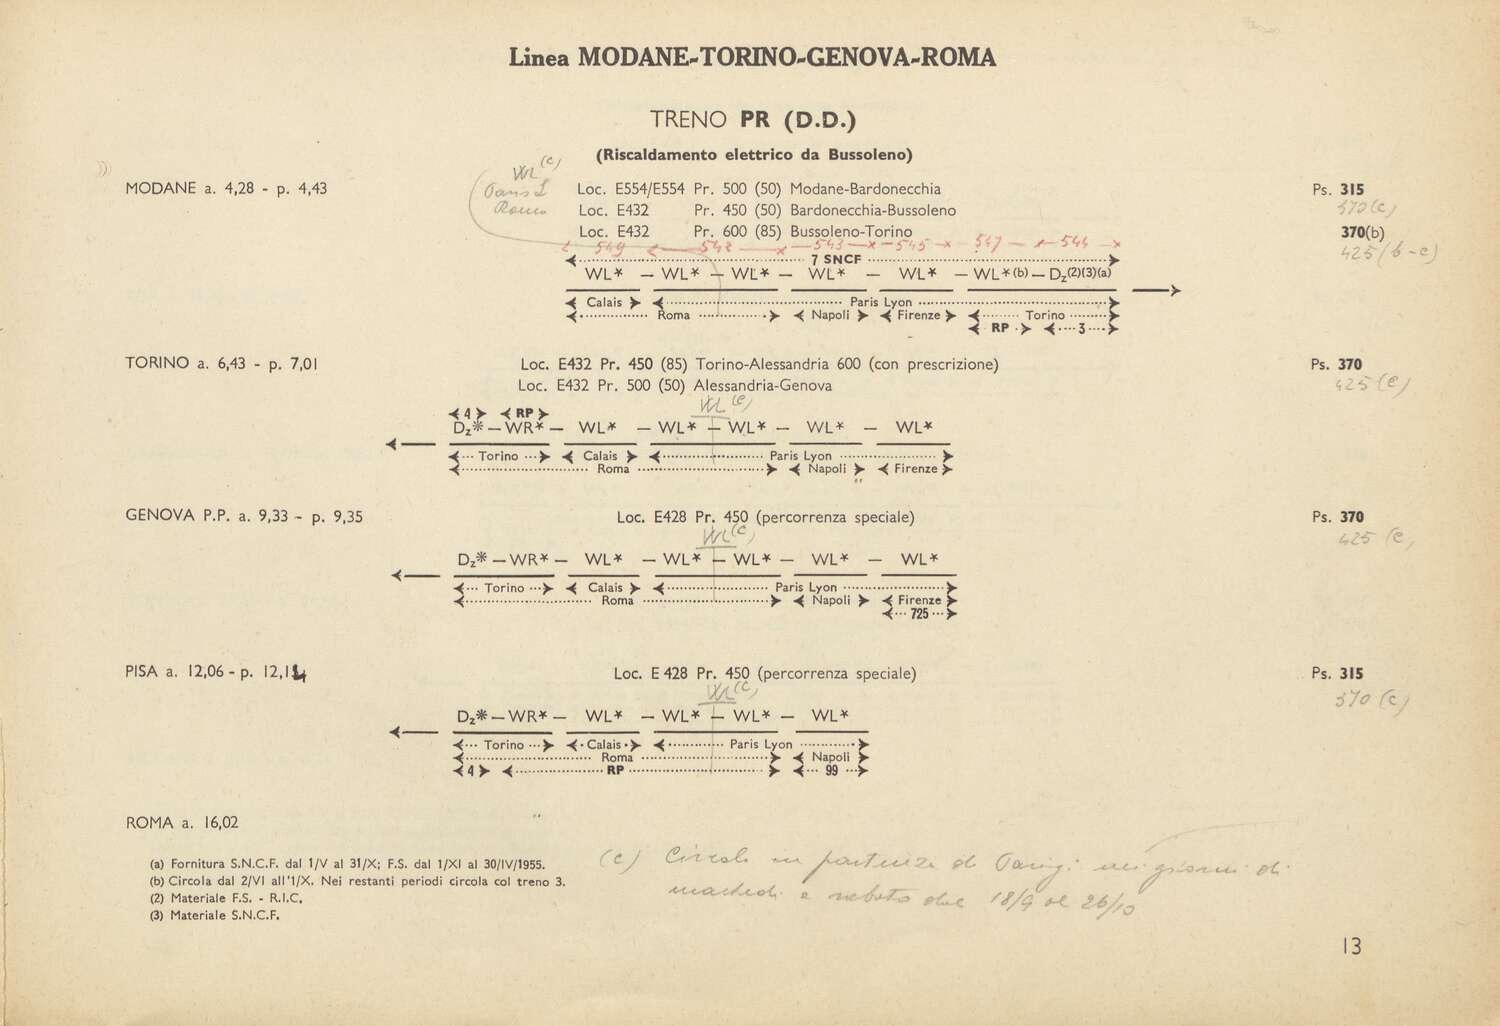 Linea MODANE-TORINO-GENOVA-ROMA
TRENO PR (D.D.)
(Riscaldamento elettrico da Bussoleno)
WL (c)
MODANE a. 4,28 - p. 4,43
Paris L
Loc. E554/E554 Pr. 500 (50) Modane-Bardonecchia
Ps. 315
Roma
Loc. E432 Pr. 450 (50) Bardonecchia-Bussoleno
370 (c)
Loc. E432 Pr. 600 (85) Bussoleno-Torino
370(b)
549 542 543 545 547 544
425 (b-c)
7 SNCF
WL* — WL* — WL* — WL* — WL* — WL*(b) — Dz(2)(3)(a)
Calais Paris Lyon
Roma Napoli Firenze Torino
RP 3
TORINO a. 6,43 - p. 7,01
Loc. E432 Pr. 450 (85) Torino-Alessandria 600 (con prescrizione)
Ps. 370
Loc. E432 Pr. 500 (50) Alessandria-Genova
425 (c)
WL (c)
4 RP
Dz* — WR* — WL* — WL* — WL* — WL* — WL*
Torino Calais Paris Lyon
Roma Napoli Firenze
GENOVA P.P. a. 9,33 - p. 9,35
Loc. E428 Pr. 450 (percorrenza speciale)
Ps. 370
WL (c)
425 (c)
Dz* — WR* — WL* — WL* — WL* — WL* — WL*
Torino Calais Paris Lyon
Roma Napoli Firenze
725
PISA a. 12,06 - p. 12,14
Loc. E 428 Pr. 450 (percorrenza speciale)
Ps. 315
WL (c)
370 (c)
Dz* — WR* — WL* — WL* — WL* — WL*
Torino Calais Paris Lyon
Roma Napoli
4 RP 99
ROMA a. 16,02
(a) Fornitura S.N.C.F. dal 1/V al 31/X; F.S. dal 1/XI al 30/IV/1955.
(b) Circola dal 2/VI all'1/X. Nei restanti periodi circola col treno 3.
(2) Materiale F.S. - R.I.C.
(3) Materiale S.N.C.F.
(c) Circola in partenza da Parigi nei giorni di
martedì e sabato dal 18/9 al 26/10
13